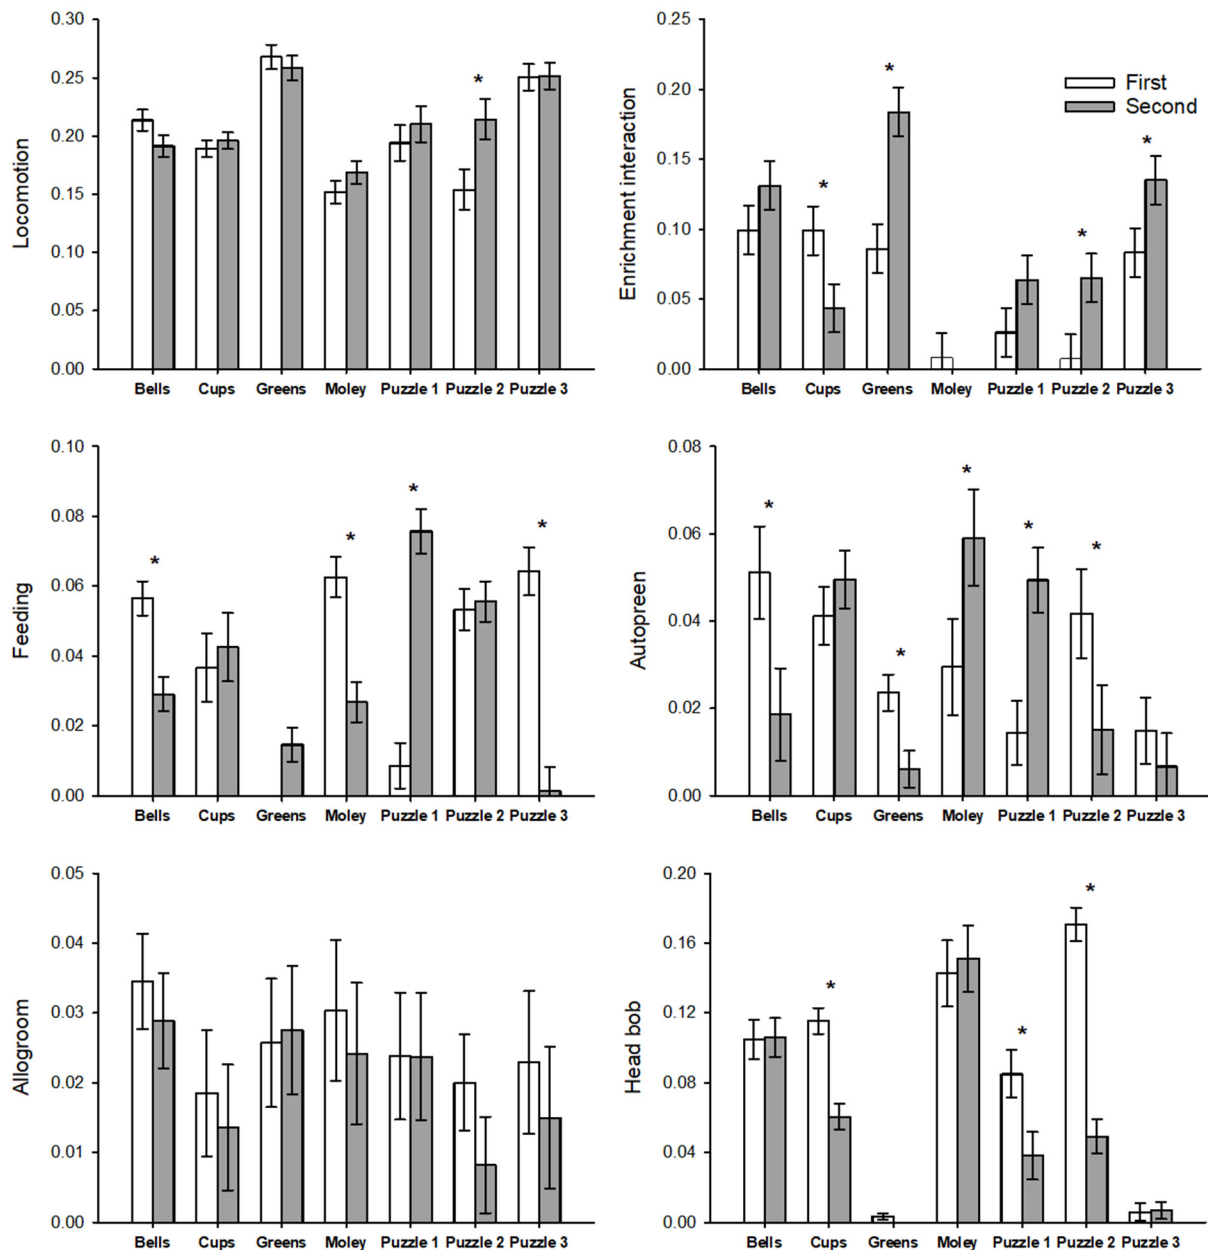 Locomotion
0.30
0.25
0.20
0.15
0.10
0.05
0.00
*
Bells Cups Greens Moley Puzzle 1 Puzzle 2 Puzzle 3
Enrichment interaction
0.25
0.20
0.15
0.10
0.05
0.00
* * * *
First
Second
Bells Cups Greens Moley Puzzle 1 Puzzle 2 Puzzle 3
Feeding
0.10
0.08
0.06
0.04
0.02
0.00
* * * *
Bells Cups Greens Moley Puzzle 1 Puzzle 2 Puzzle 3
Autopreen
0.08
0.06
0.04
0.02
0.00
* * * * *
Bells Cups Greens Moley Puzzle 1 Puzzle 2 Puzzle 3
Allogroom
0.05
0.04
0.03
0.02
0.01
0.00
Bells Cups Greens Moley Puzzle 1 Puzzle 2 Puzzle 3
Head bob
0.20
0.16
0.12
0.08
0.04
0.00
* * *
Bells Cups Greens Moley Puzzle 1 Puzzle 2 Puzzle 3